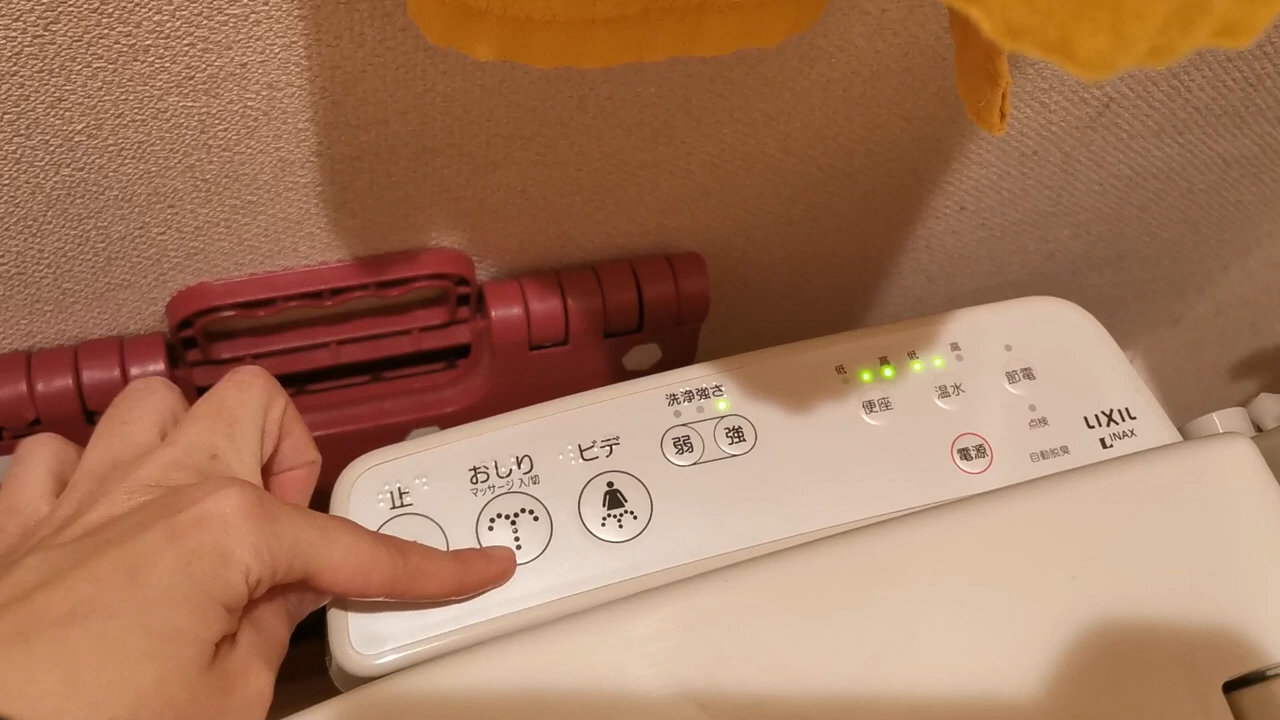 止
おしり
マッサージ 入/切
ビデ
洗浄強さ
弱 強
低 高 低 高
便座 温水 節電
電源
点検
自動脱臭
LIXIL
INAX